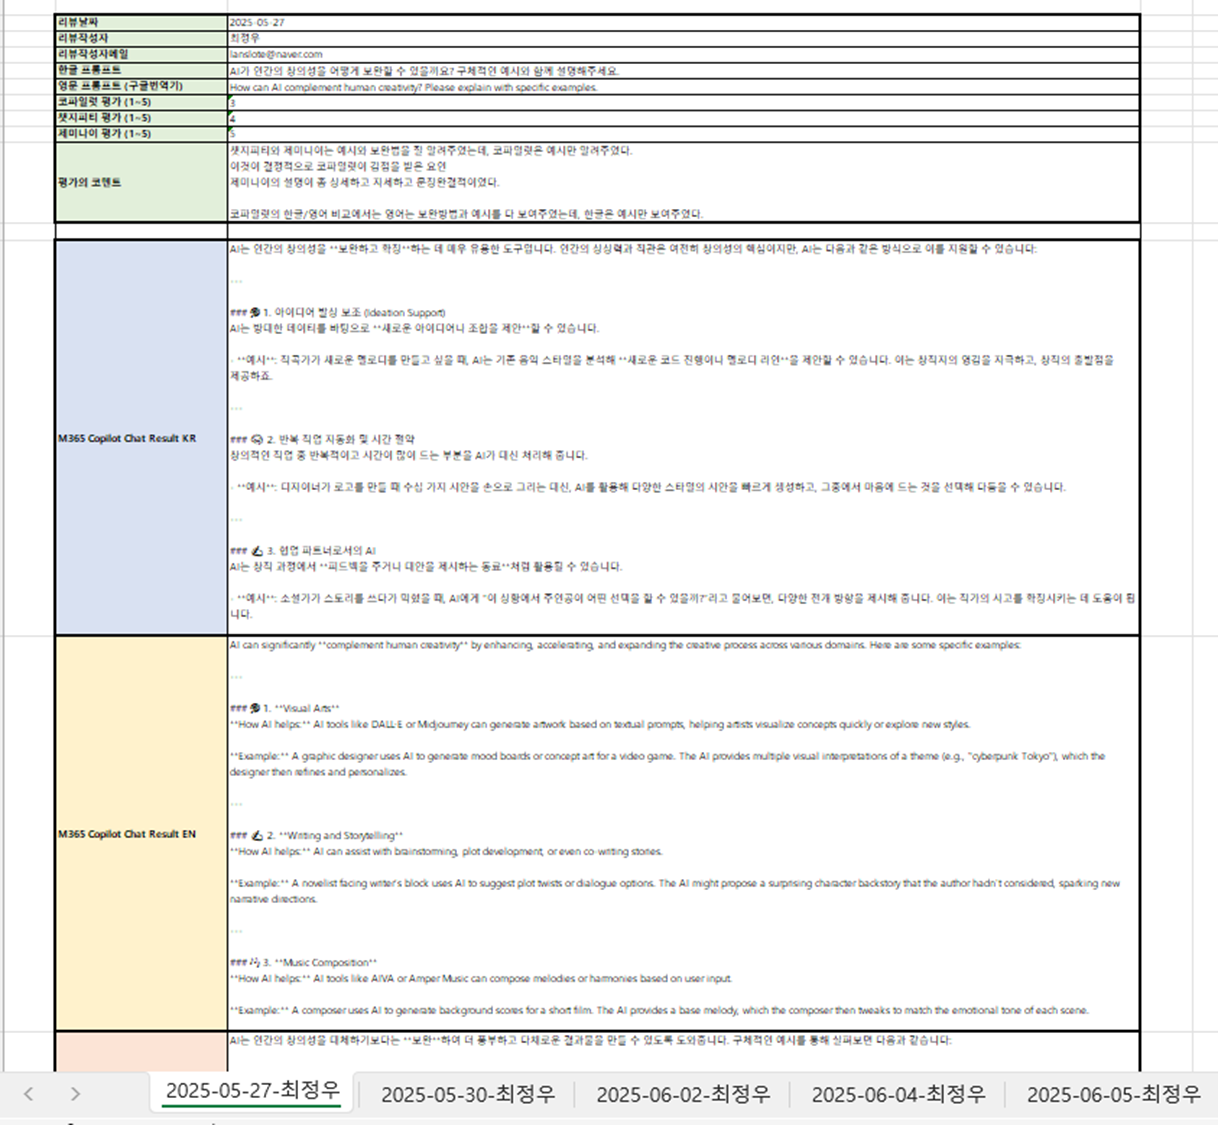 리뷰날짜
2025-05-27
리뷰작성자
최정우
리뷰작성자메일
lanslote@naver.com
한글 프롬프트
AI가 인간의 창의성을 어떻게 보완할 수 있을까요? 구체적인 예시와 함께 설명해주세요.
영문 프롬프트 (구글번역기)
How can AI complement human creativity? Please explain with specific examples.
코파일럿 평가 (1~5)
3
챗지피티 평가 (1~5)
4
제미나이 평가 (1~5)
5
평가의 코멘트
챗지피티와 제미나이는 예시와 보완법을 잘 알려주었는데, 코파일럿은 예시만 알려주었다.
이것이 결정적으로 코파일럿이 감점을 받은 요인
제미나이의 설명이 좀 상세하고 자세하고 문장완결적이었다.
코파일럿의 한글/영어 비교에서는 영어는 보완방법과 예시를 다 보여주었는데, 한글은 예시만 보여주었다.
M365 Copilot Chat Result KR
AI는 인간의 창의성을 **보완하고 확장**하는 데 매우 유용한 도구입니다. 인간의 상상력과 직관은 여전히 창의성의 핵심이지만, AI는 다음과 같은 방식으로 이를 지원할 수 있습니다:
---
### 🧠 1. 아이디어 발상 보조 (Ideation Support)
AI는 방대한 데이터를 바탕으로 **새로운 아이디어나 조합을 제안**할 수 있습니다.
- **예시**: 작곡가가 새로운 멜로디를 만들고 싶을 때, AI는 기존 음악 스타일을 분석해 **새로운 코드 진행이나 멜로디 라인**을 제안할 수 있습니다. 이는 창작자의 영감을 자극하고, 창작의 출발점을
제공하죠.
---
### 🎨 2. 반복 작업 자동화 및 시간 절약
창의적인 작업 중 반복적이고 시간이 많이 드는 부분을 AI가 대신 처리해 줍니다.
- **예시**: 디자이너가 로고를 만들 때 수십 가지 시안을 손으로 그리는 대신, AI를 활용해 다양한 스타일의 시안을 빠르게 생성하고, 그중에서 마음에 드는 것을 선택해 다듬을 수 있습니다.
---
### ✍️ 3. 협업 파트너로서의 AI
AI는 창작 과정에서 **피드백을 주거나 대안을 제시하는 동료**처럼 활용될 수 있습니다.
- **예시**: 소설가가 스토리를 쓰다가 막혔을 때, AI에게 "이 상황에서 주인공이 어떤 선택을 할 수 있을까?"라고 물어보면, 다양한 전개 방향을 제시해 줍니다. 이는 작가의 사고를 확장시키는 데 도움이 됩
니다.
M365 Copilot Chat Result EN
AI can significantly **complement human creativity** by enhancing, accelerating, and expanding the creative process across various domains. Here are some specific examples:
---
### 🧠 1. **Visual Arts**
**How AI helps:** AI tools like DALL·E or Midjourney can generate artwork based on textual prompts, helping artists visualize concepts quickly or explore new styles.
**Example:** A graphic designer uses AI to generate mood boards or concept art for a video game. The AI provides multiple visual interpretations of a theme (e.g., "cyberpunk Tokyo"), which the
designer then refines and personalizes.
---
### ✍️ 2. **Writing and Storytelling**
**How AI helps:** AI can assist with brainstorming, plot development, or even co-writing stories.
**Example:** A novelist facing writer's block uses AI to suggest plot twists or dialogue options. The AI might propose a surprising character backstory that the author hadn't considered, sparking new
narrative directions.
---
### 🎶 3. **Music Composition**
**How AI helps:** AI tools like AIVA or Amper Music can compose melodies or harmonies based on user input.
**Example:** A composer uses AI to generate background scores for a short film. The AI provides a base melody, which the composer then tweaks to match the emotional tone of each scene.
AI는 인간의 창의성을 대체하기보다는 **보완**하여 더 풍부하고 다채로운 결과물을 만들 수 있도록 도와줍니다. 구체적인 예시를 통해 살펴보면 다음과 같습니다:
2025-05-27-최정우
2025-05-30-최정우
2025-06-02-최정우
2025-06-04-최정우
2025-06-05-최정우